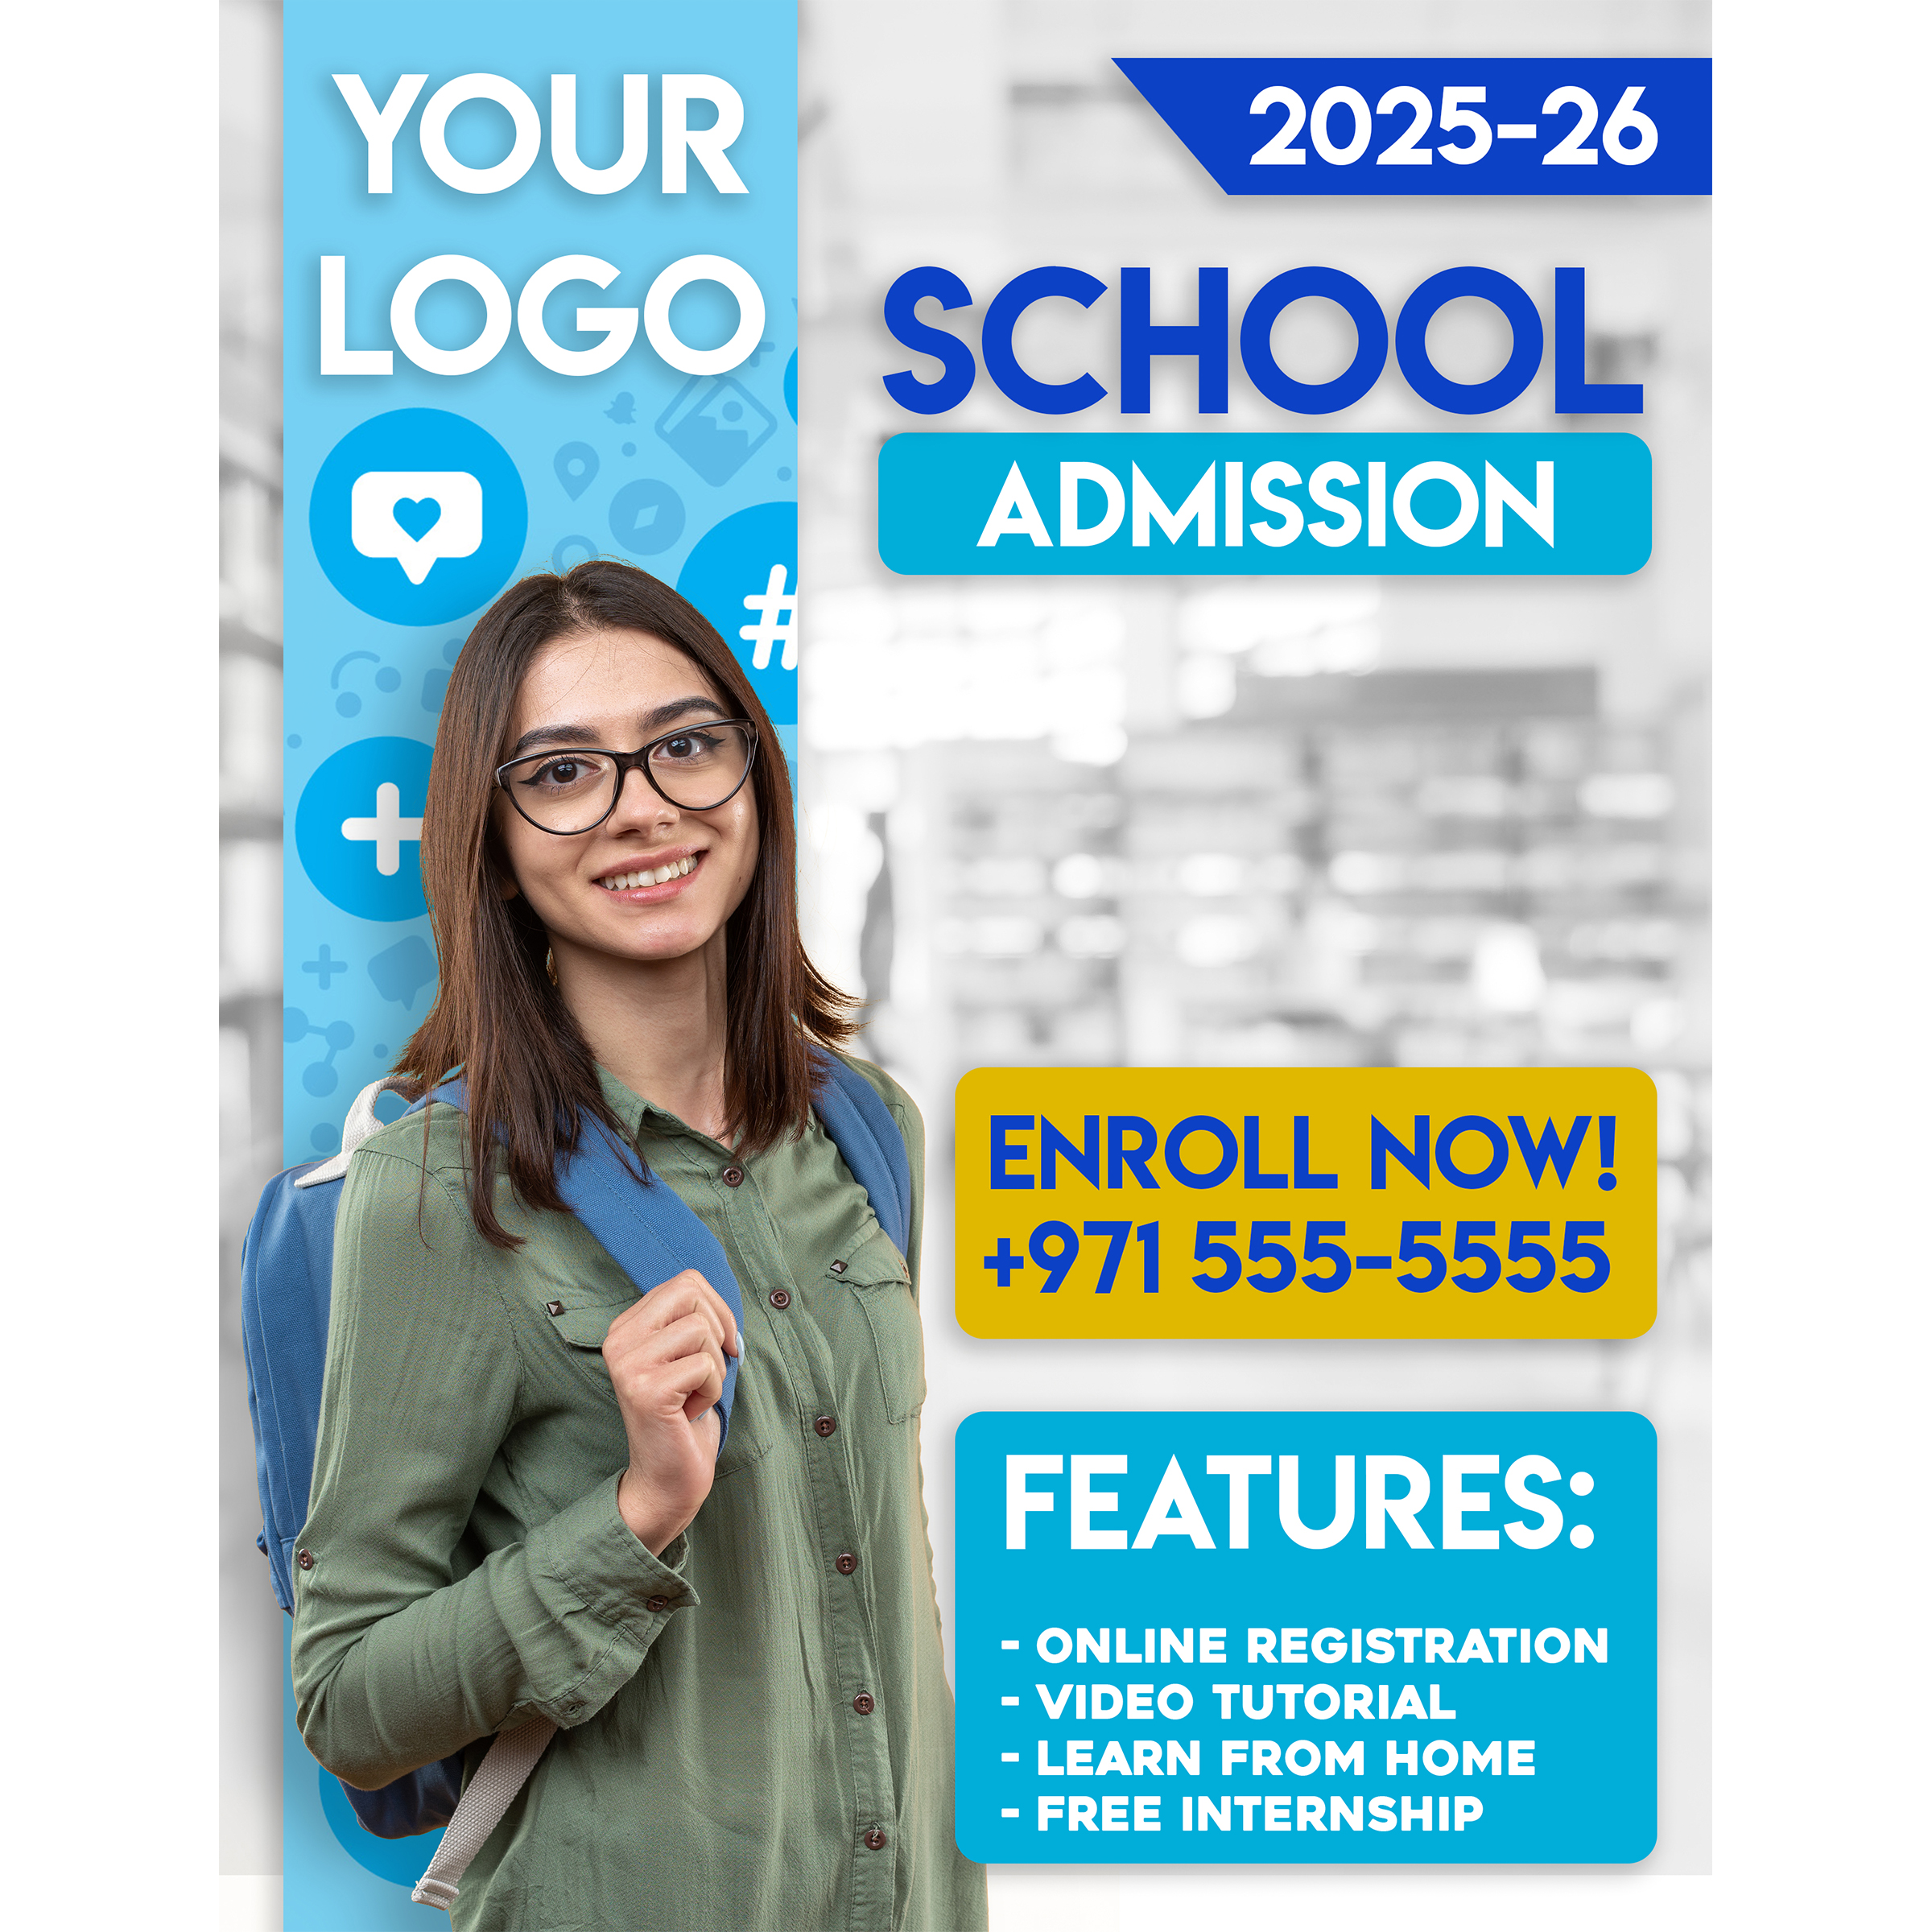 YOUR
LOGO
2025-26
SCHOOL
ADMISSION
#
ENROLL NOW!
+971 555-5555
FEATURES:
- ONLINE REGISTRATION
- VIDEO TUTORIAL
- LEARN FROM HOME
- FREE INTERNSHIP